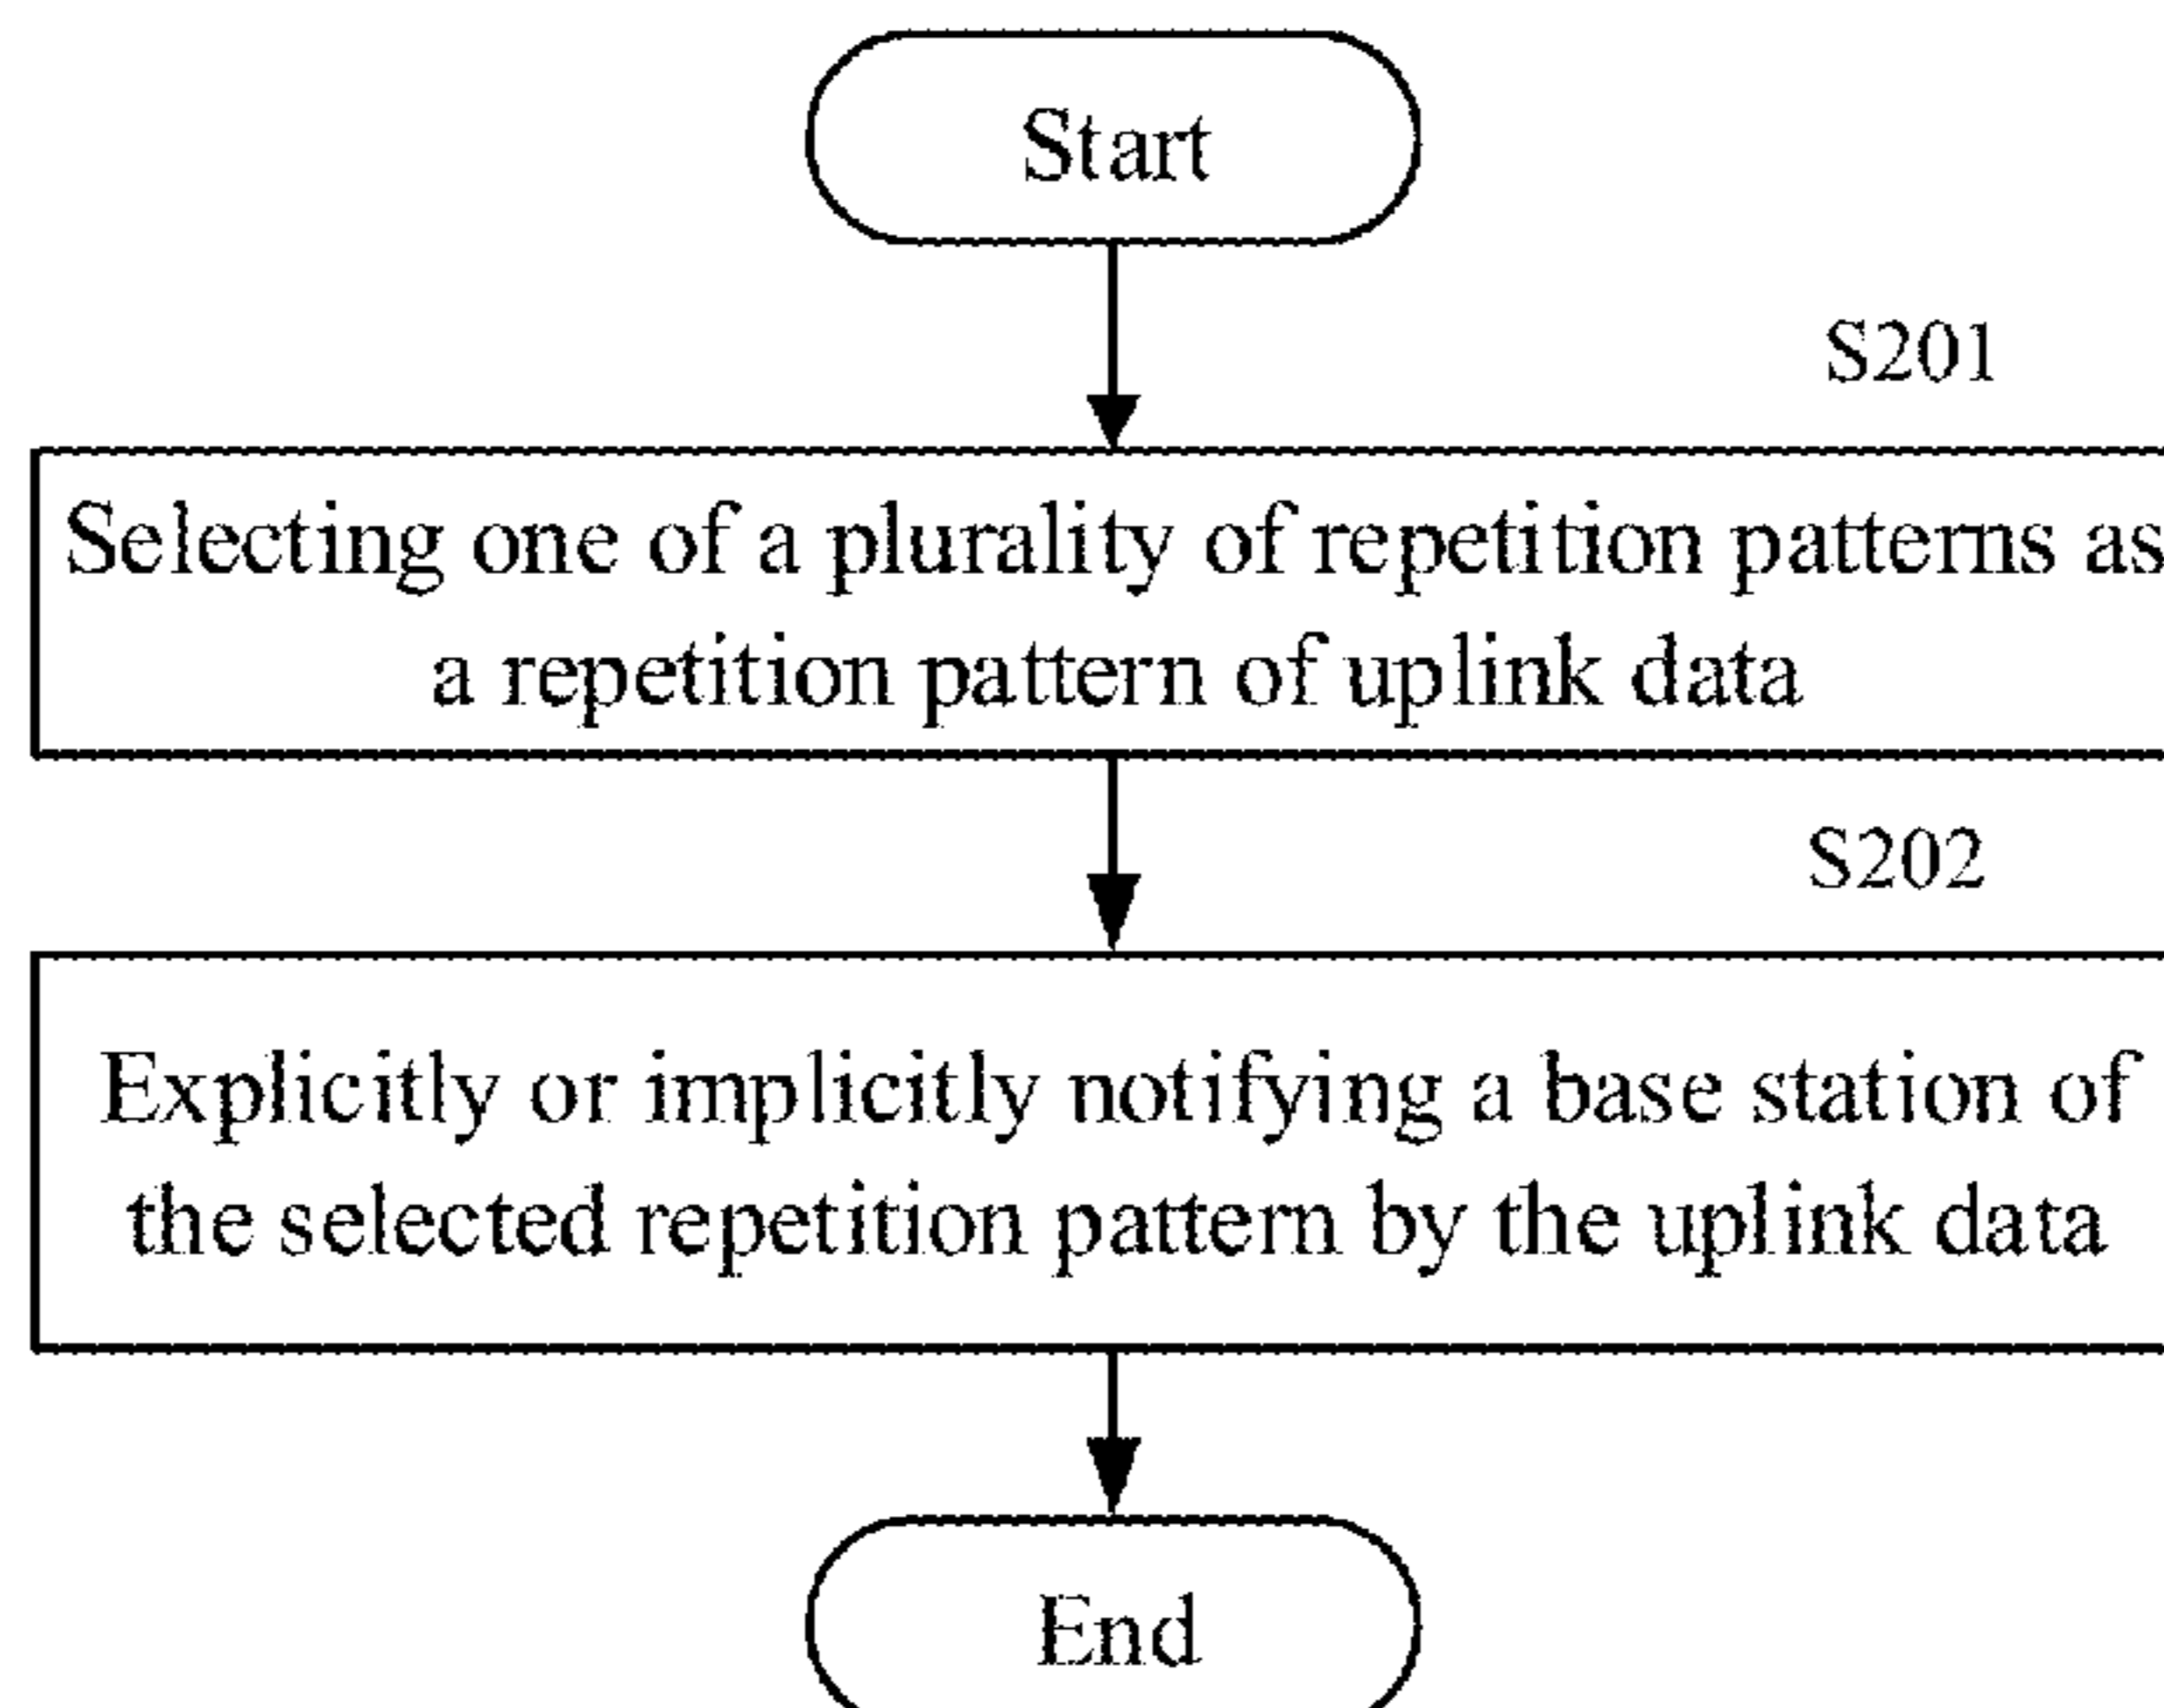 Start
S201
Selecting one of a plurality of repetition patterns as
a repetition pattern of uplink data
S202
Explicitly or implicitly notifying a base station of
the selected repetition pattern by the uplink data
End